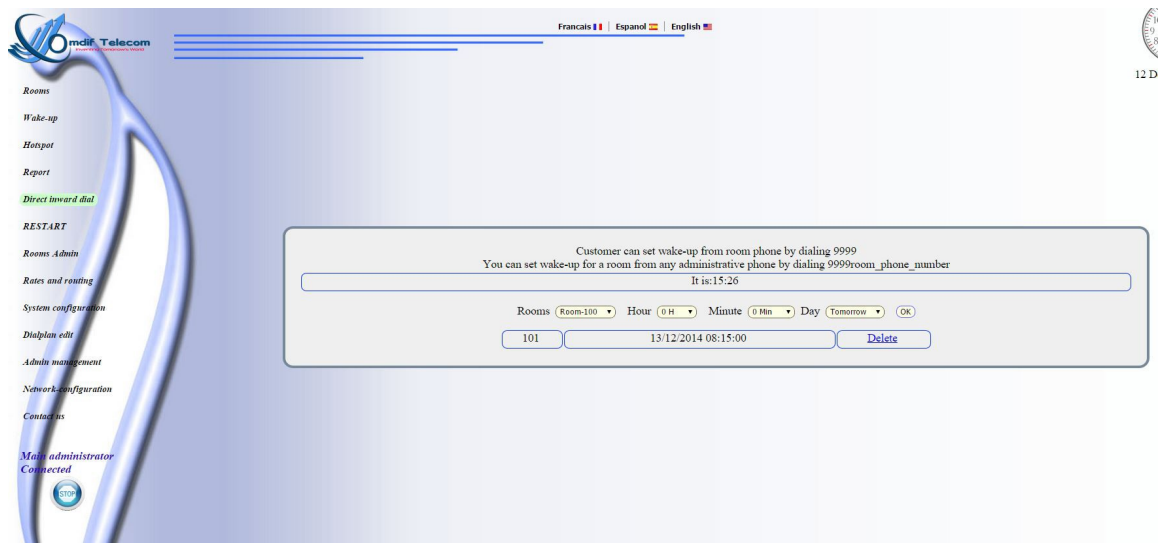 Omdif Telecom
Francais | Espanol | English
12 D
Rooms
Wake-up
Hotspot
Report
Direct inward dial
RESTART
Rooms Admin
Rates and routing
System configuration
Dialplan edit
Admin management
Network-configuration
Contact us
Main administrator
Connected
STOP
Customer can set wake-up from room phone by dialing 9999
You can set wake-up for a room from any administrative phone by dialing 9999room_phone_number
It is:15:26
Rooms Room-100 Hour 0 H Minute 0 Min Day Tomorrow OK
101 13/12/2014 08:15:00 Delete